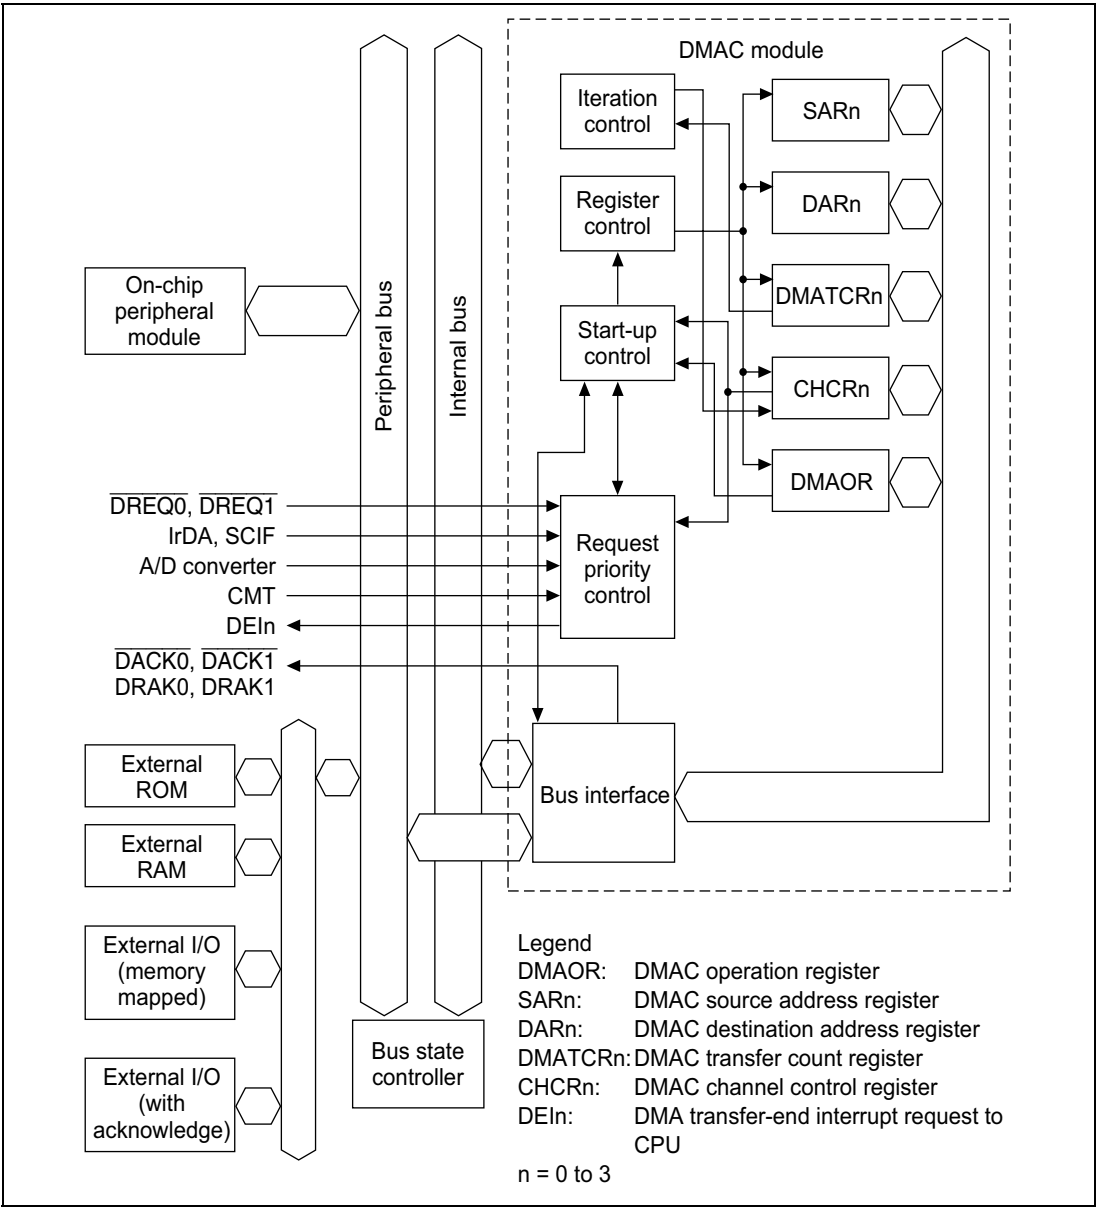 DMAC module
Iteration
control
SARn
Register
control
DARn
On-chip
peripheral
module
Peripheral bus
Internal bus
Start-up
control
DMATCRn
CHCRn
DMAOR
DREQ0, DREQ1
IrDA, SCIF
A/D converter
CMT
DEIn
Request
priority
control
DACK0, DACK1
DRAK0, DRAK1
External
ROM
Bus interface
External
RAM
External I/O
(memory
mapped)
External I/O
(with
acknowledge)
Bus state
controller
Legend
DMAOR: DMAC operation register
SARn: DMAC source address register
DARn: DMAC destination address register
DMATCRn: DMAC transfer count register
CHCRn: DMAC channel control register
DEIn: DMA transfer-end interrupt request to
CPU
n = 0 to 3